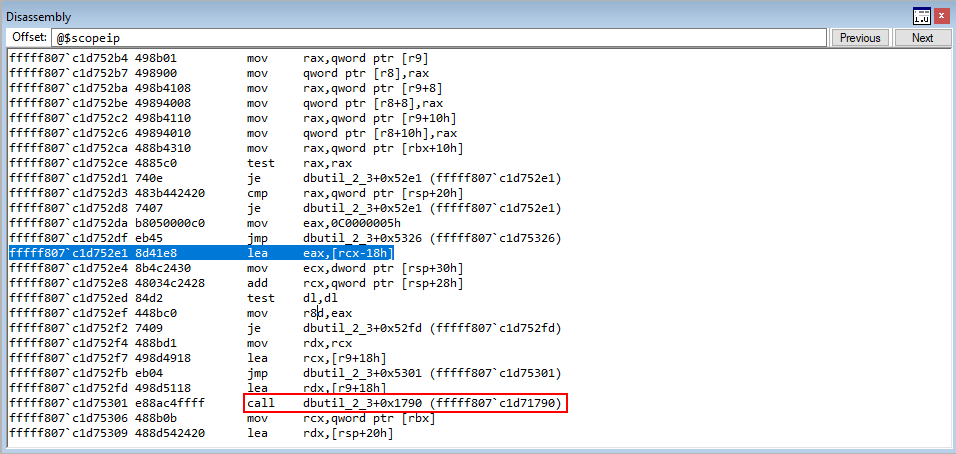 Disassembly
Offset: @$scopeip Previous Next
fffff807`c1d752b4 498b01 mov rax,qword ptr [r9]
fffff807`c1d752b7 498900 mov qword ptr [r8],rax
fffff807`c1d752ba 498b4108 mov rax,qword ptr [r9+8]
fffff807`c1d752be 49894008 mov qword ptr [r8+8],rax
fffff807`c1d752c2 498b4110 mov rax,qword ptr [r9+10h]
fffff807`c1d752c6 49894010 mov qword ptr [r8+10h],rax
fffff807`c1d752ca 488b4310 mov rax,qword ptr [rbx+10h]
fffff807`c1d752ce 4885c0 test rax,rax
fffff807`c1d752d1 740e je dbutil_2_3+0x52e1 (fffff807`c1d752e1)
fffff807`c1d752d3 483b442420 cmp rax,qword ptr [rsp+20h]
fffff807`c1d752d8 7407 je dbutil_2_3+0x52e1 (fffff807`c1d752e1)
fffff807`c1d752da b8050000c0 mov eax,0C0000005h
fffff807`c1d752df eb45 jmp dbutil_2_3+0x5326 (fffff807`c1d75326)
fffff807`c1d752e1 8d41e8 lea eax,[rcx-18h]
fffff807`c1d752e4 8b4c2430 mov ecx,dword ptr [rsp+30h]
fffff807`c1d752e8 48034c2428 add rcx,qword ptr [rsp+28h]
fffff807`c1d752ed 84d2 test dl,dl
fffff807`c1d752ef 448bc0 mov r8d,eax
fffff807`c1d752f2 7409 je dbutil_2_3+0x52fd (fffff807`c1d752fd)
fffff807`c1d752f4 488bd1 mov rdx,rcx
fffff807`c1d752f7 498d4918 lea rcx,[r9+18h]
fffff807`c1d752fb eb04 jmp dbutil_2_3+0x5301 (fffff807`c1d75301)
fffff807`c1d752fd 498d5118 lea rdx,[r9+18h]
fffff807`c1d75301 e88ac4ffff call dbutil_2_3+0x1790 (fffff807`c1d71790)
fffff807`c1d75306 488b0b mov rcx,qword ptr [rbx]
fffff807`c1d75309 488d542420 lea rdx,[rsp+20h]